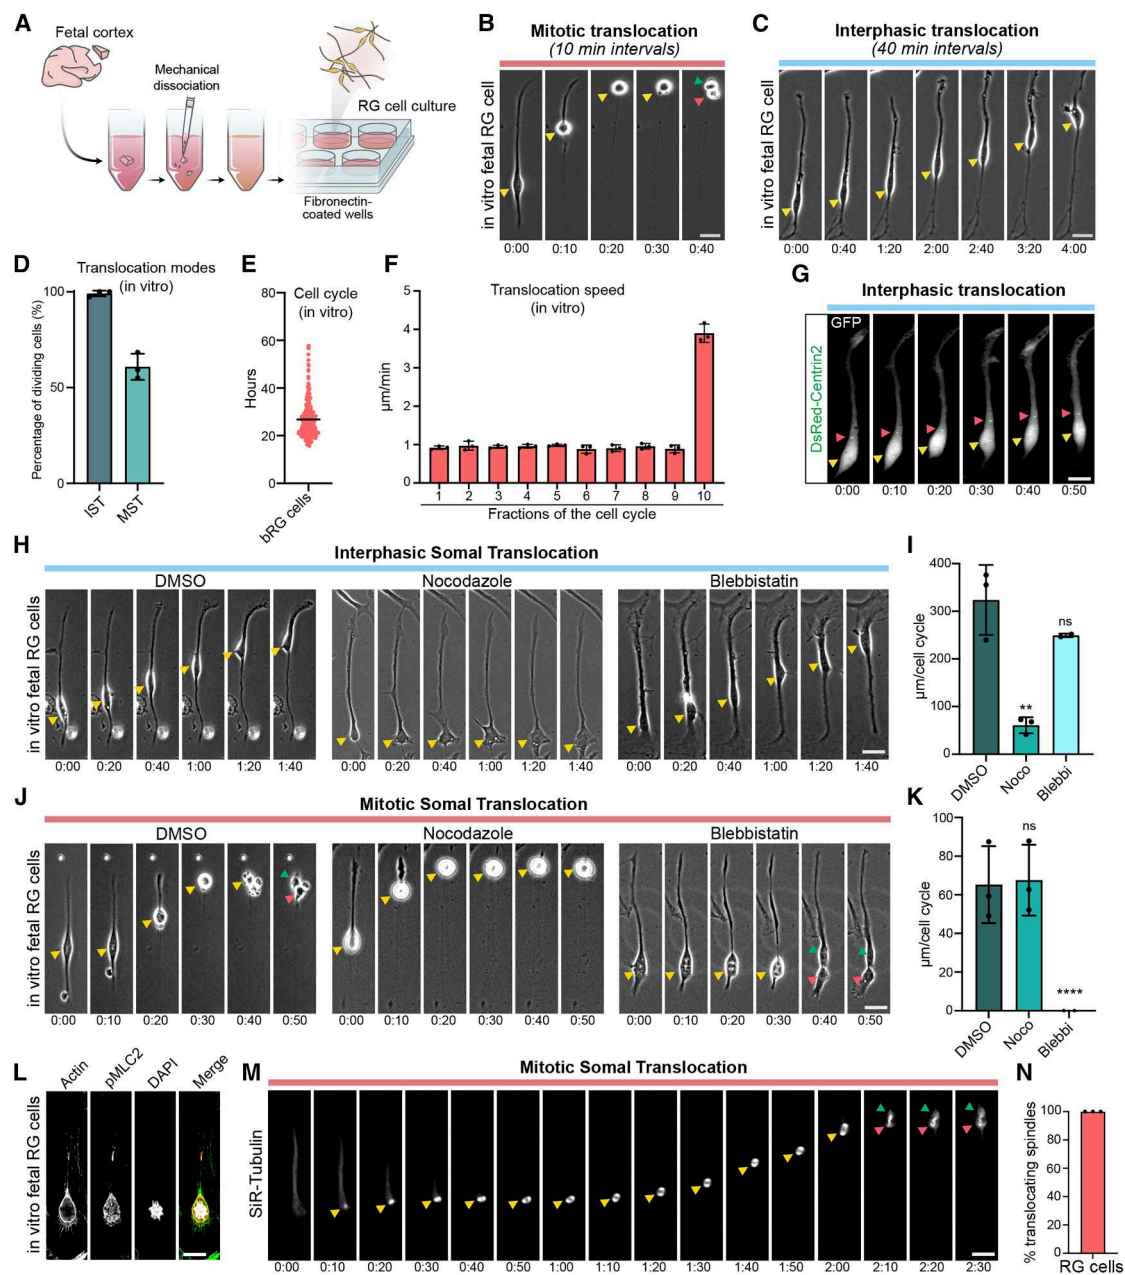 A
Fetal cortex
Mechanical
dissociation
RG cell culture
Fibronectin-
coated wells
B
Mitotic translocation
(10 min intervals)
in vitro fetal RG cell
0:00 0:10 0:20 0:30 0:40
C
Interphasic translocation
(40 min intervals)
in vitro fetal RG cell
0:00 0:40 1:20 2:00 2:40 3:20 4:00
D
Translocation modes
(in vitro)
Percentage of dividing cells (%)
100
50
0
IST
MST
E
Cell cycle
(in vitro)
Hours
80
60
40
20
0
bRG cells
F
Translocation speed
(in vitro)
µm/min
5
4
3
2
1
0
1 2 3 4 5 6 7 8 9 10
Fractions of the cell cycle
G
Interphasic translocation
GFP
DsRed-Centrin2
0:00 0:10 0:20 0:30 0:40 0:50
H
Interphasic Somal Translocation
DMSO
Nocodazole
Blebbistatin
in vitro fetal RG cells
0:00 0:20 0:40 1:00 1:20 1:40
0:00 0:20 0:40 1:00 1:20 1:40
0:00 0:20 0:40 1:00 1:20 1:40
I
µm/cell cycle
400
300
200
100
0
**
ns
DMSO
Noco
Blebbi
J
Mitotic Somal Translocation
DMSO
Nocodazole
Blebbistatin
in vitro fetal RG cells
0:00 0:10 0:20 0:30 0:40 0:50
0:00 0:10 0:20 0:30 0:40 0:50
0:00 0:10 0:20 0:30 0:40 0:50
K
µm/cell cycle
100
80
60
40
20
0
ns
****
DMSO
Noco
Blebbi
L
Actin
pMLC2
DAPI
Merge
in vitro fetal RG cells
M
Mitotic Somal Translocation
SiR-Tubulin
0:00 0:10 0:20 0:30 0:40 0:50 1:00 1:10 1:20 1:30 1:40 1:50 2:00 2:10 2:20 2:30
N
% translocating spindles
100
80
60
40
20
0
RG cells